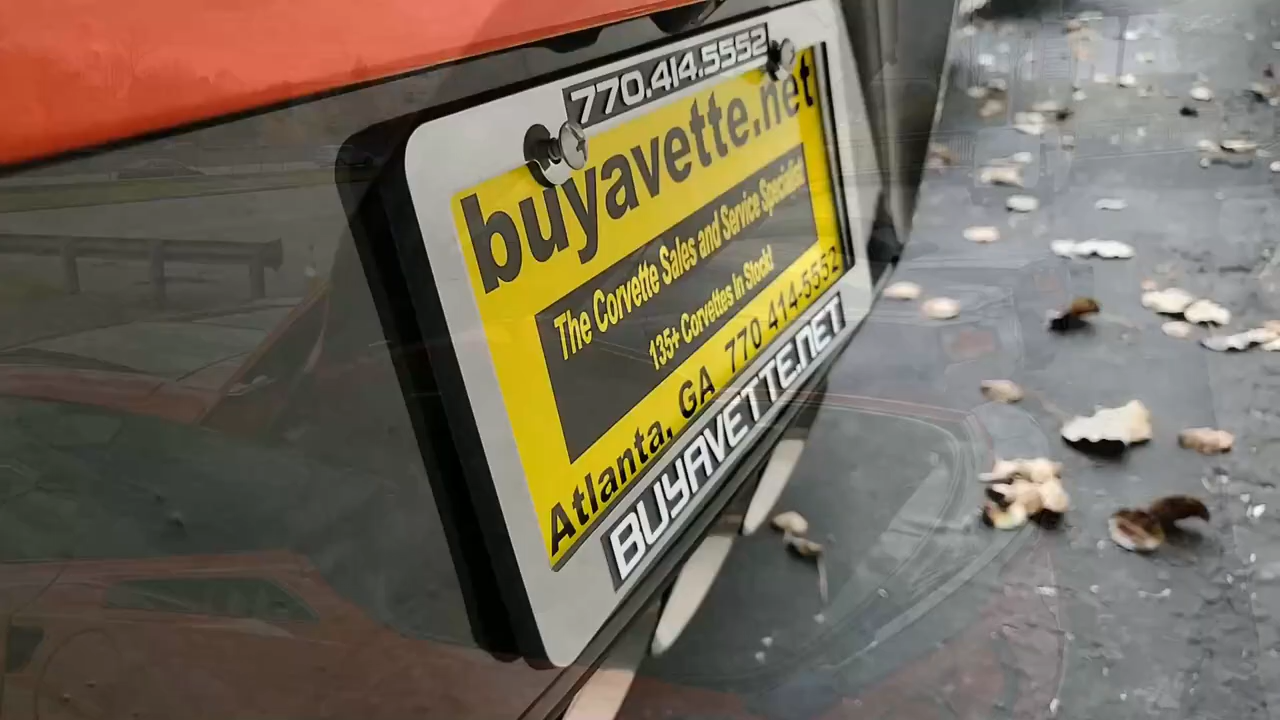 770.414.5552
buyavette.net
The Corvette Sales and Service Specialist
135+ Corvettes In Stock!
Atlanta, GA 770 414-5552
BUYAVETTE.NET